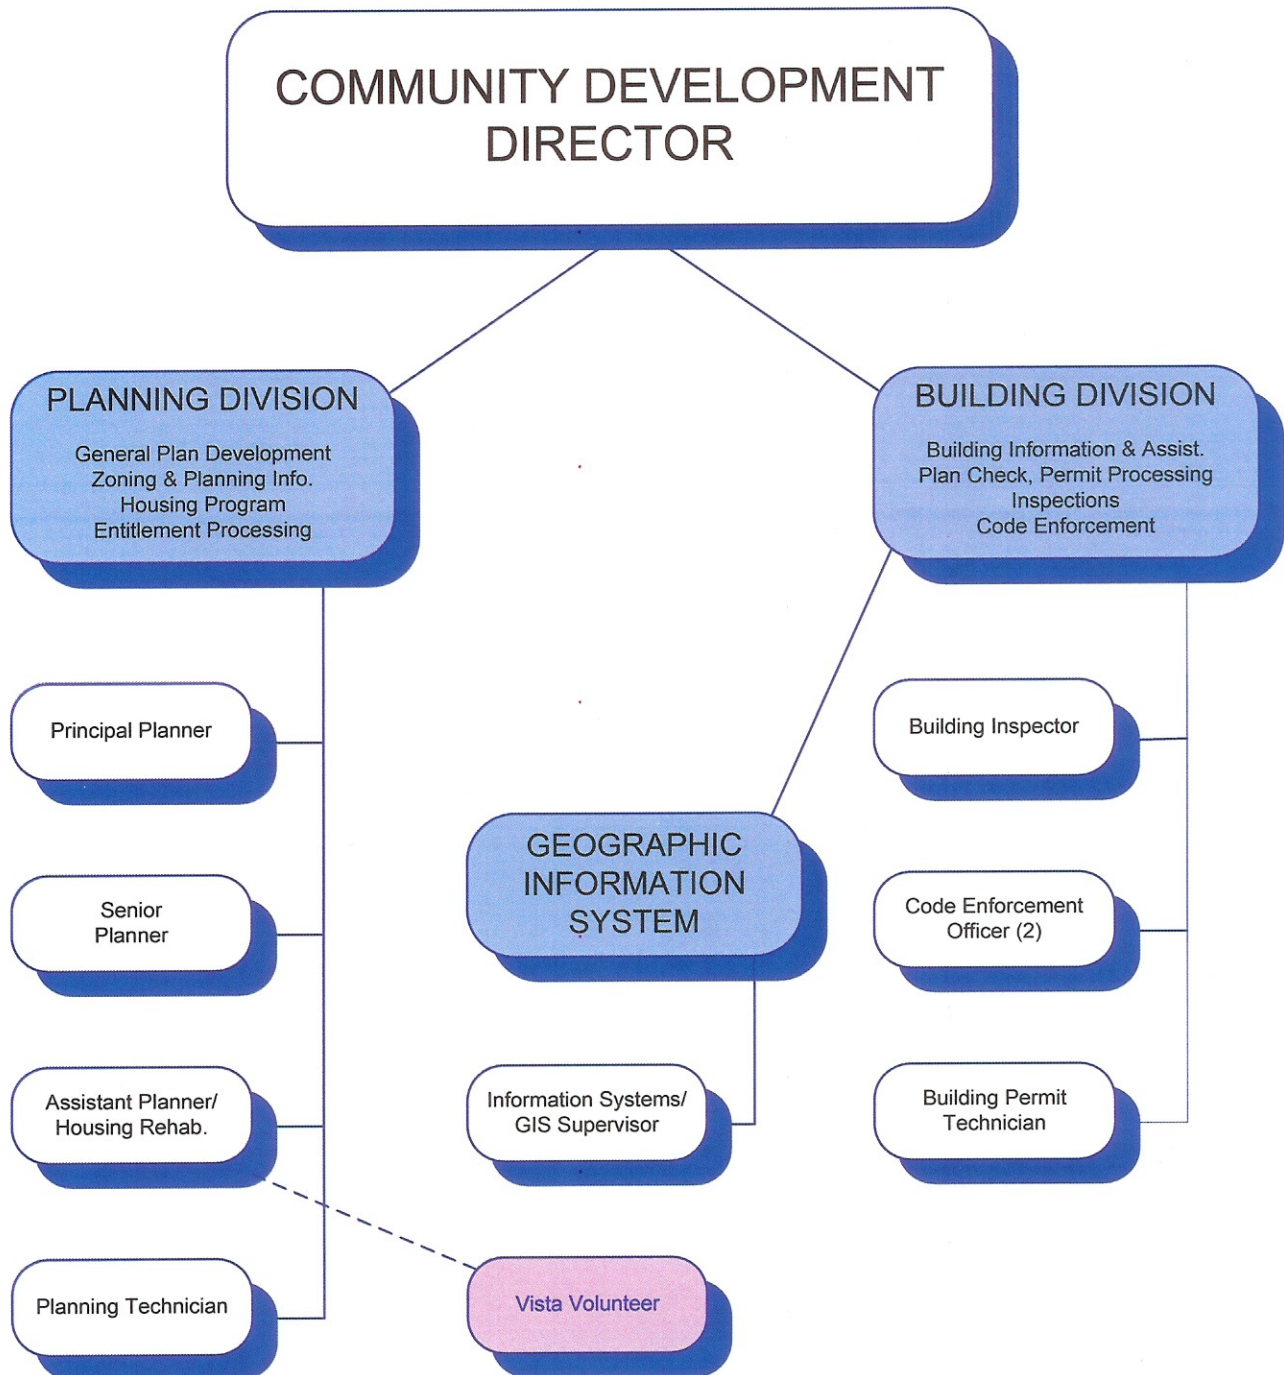 COMMUNITY DEVELOPMENT
DIRECTOR
PLANNING DIVISION
General Plan Development
Zoning & Planning Info.
Housing Program
Entitlement Processing
BUILDING DIVISION
Building Information & Assist.
Plan Check, Permit Processing
Inspections
Code Enforcement
Principal Planner
Senior
Planner
Assistant Planner/
Housing Rehab.
Planning Technician
GEOGRAPHIC
INFORMATION
SYSTEM
Information Systems/
GIS Supervisor
Vista Volunteer
Building Inspector
Code Enforcement
Officer (2)
Building Permit
Technician